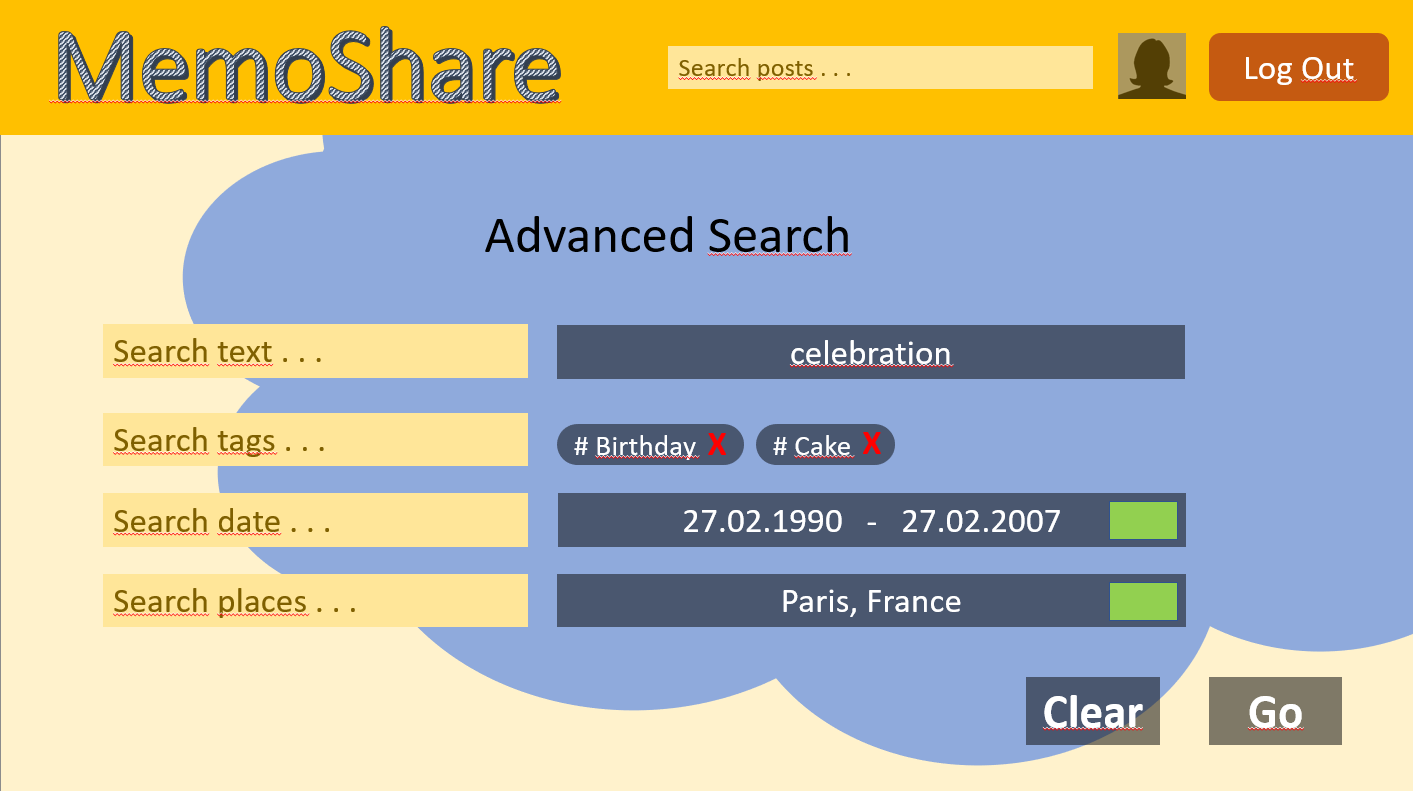 MemoShare
Search posts . . .
Log Out
Advanced Search
Search text . . .
celebration
Search tags . . .
# Birthday X
# Cake X
Search date . . .
27.02.1990 - 27.02.2007
Search places . . .
Paris, France
Clear
Go